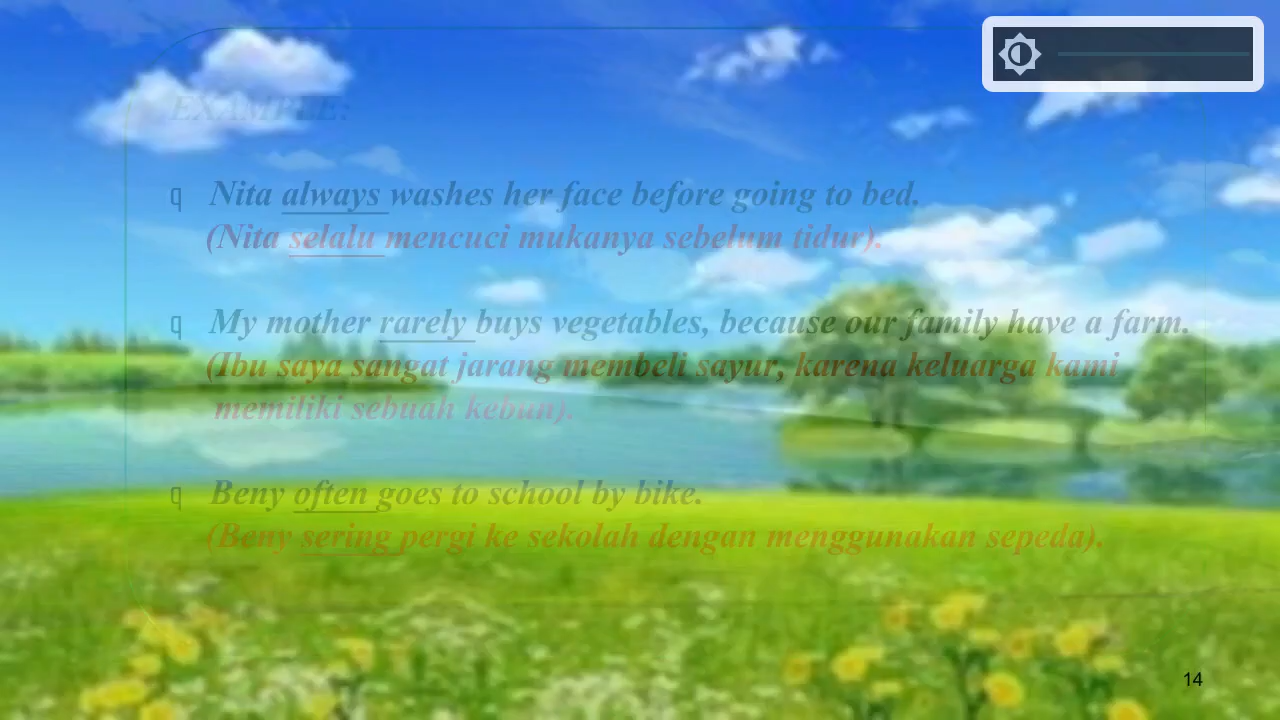 EXAMPLE:
q Nita always washes her face before going to bed.
(Nita selalu mencuci mukanya sebelum tidur).
q My mother rarely buys vegetables, because our family have a farm.
(Ibu saya sangat jarang membeli sayur, karena keluarga kami
memiliki sebuah kebun).
q Beny often goes to school by bike.
(Beny sering pergi ke sekolah dengan menggunakan sepeda).
14